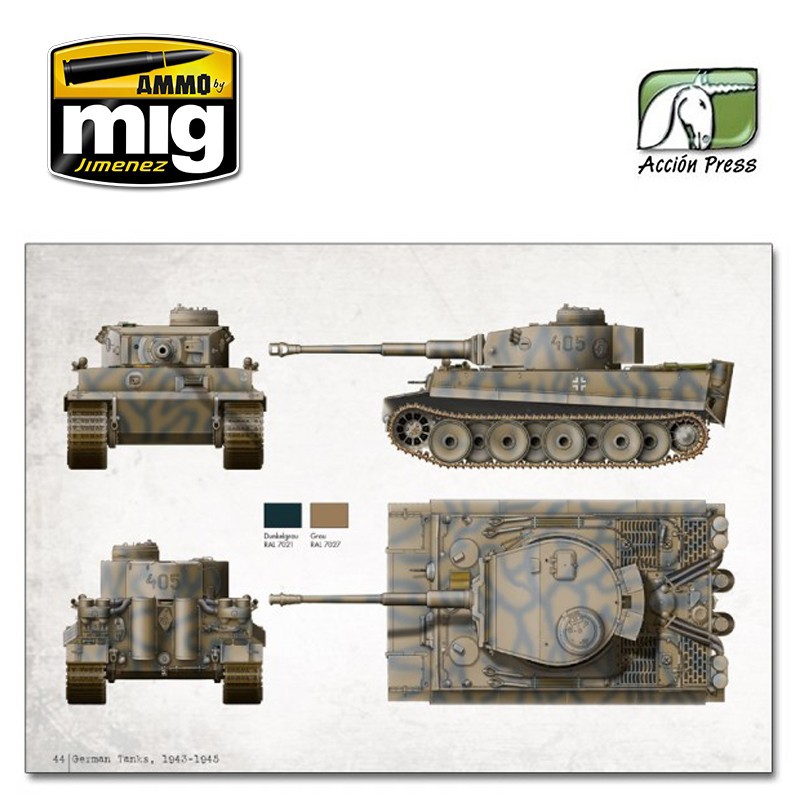 AMMO by
mig
Jimenez
Acción Press
405
Dunkelgrau
RAL 7021
Grau
RAL 7027
405
44 German Tanks, 1943-1945